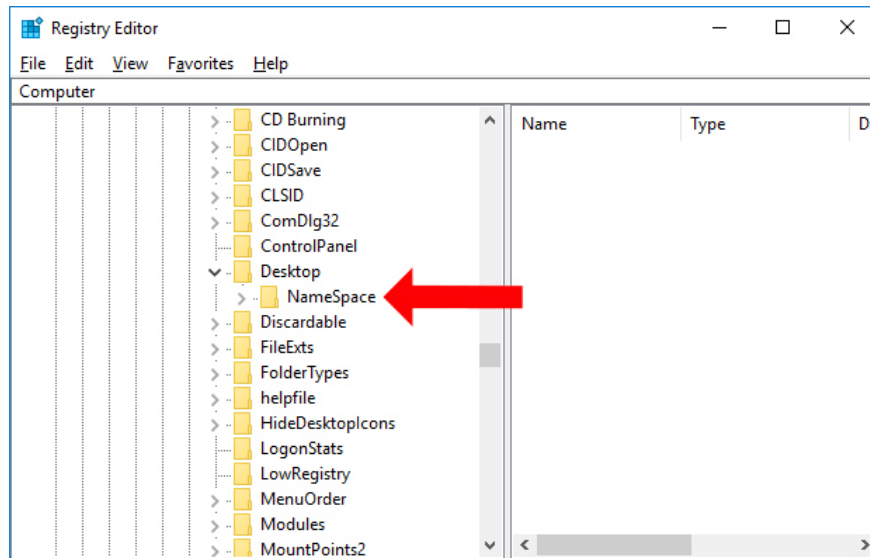 Registry Editor
File Edit View Favorites Help
Computer
Name Type D
CD Burning
CIDOpen
CIDSave
CLSID
ComDlg32
ControlPanel
Desktop
NameSpace
Discardable
FileExts
FolderTypes
helpfile
HideDesktopIcons
LogonStats
LowRegistry
MenuOrder
Modules
MountPoints2